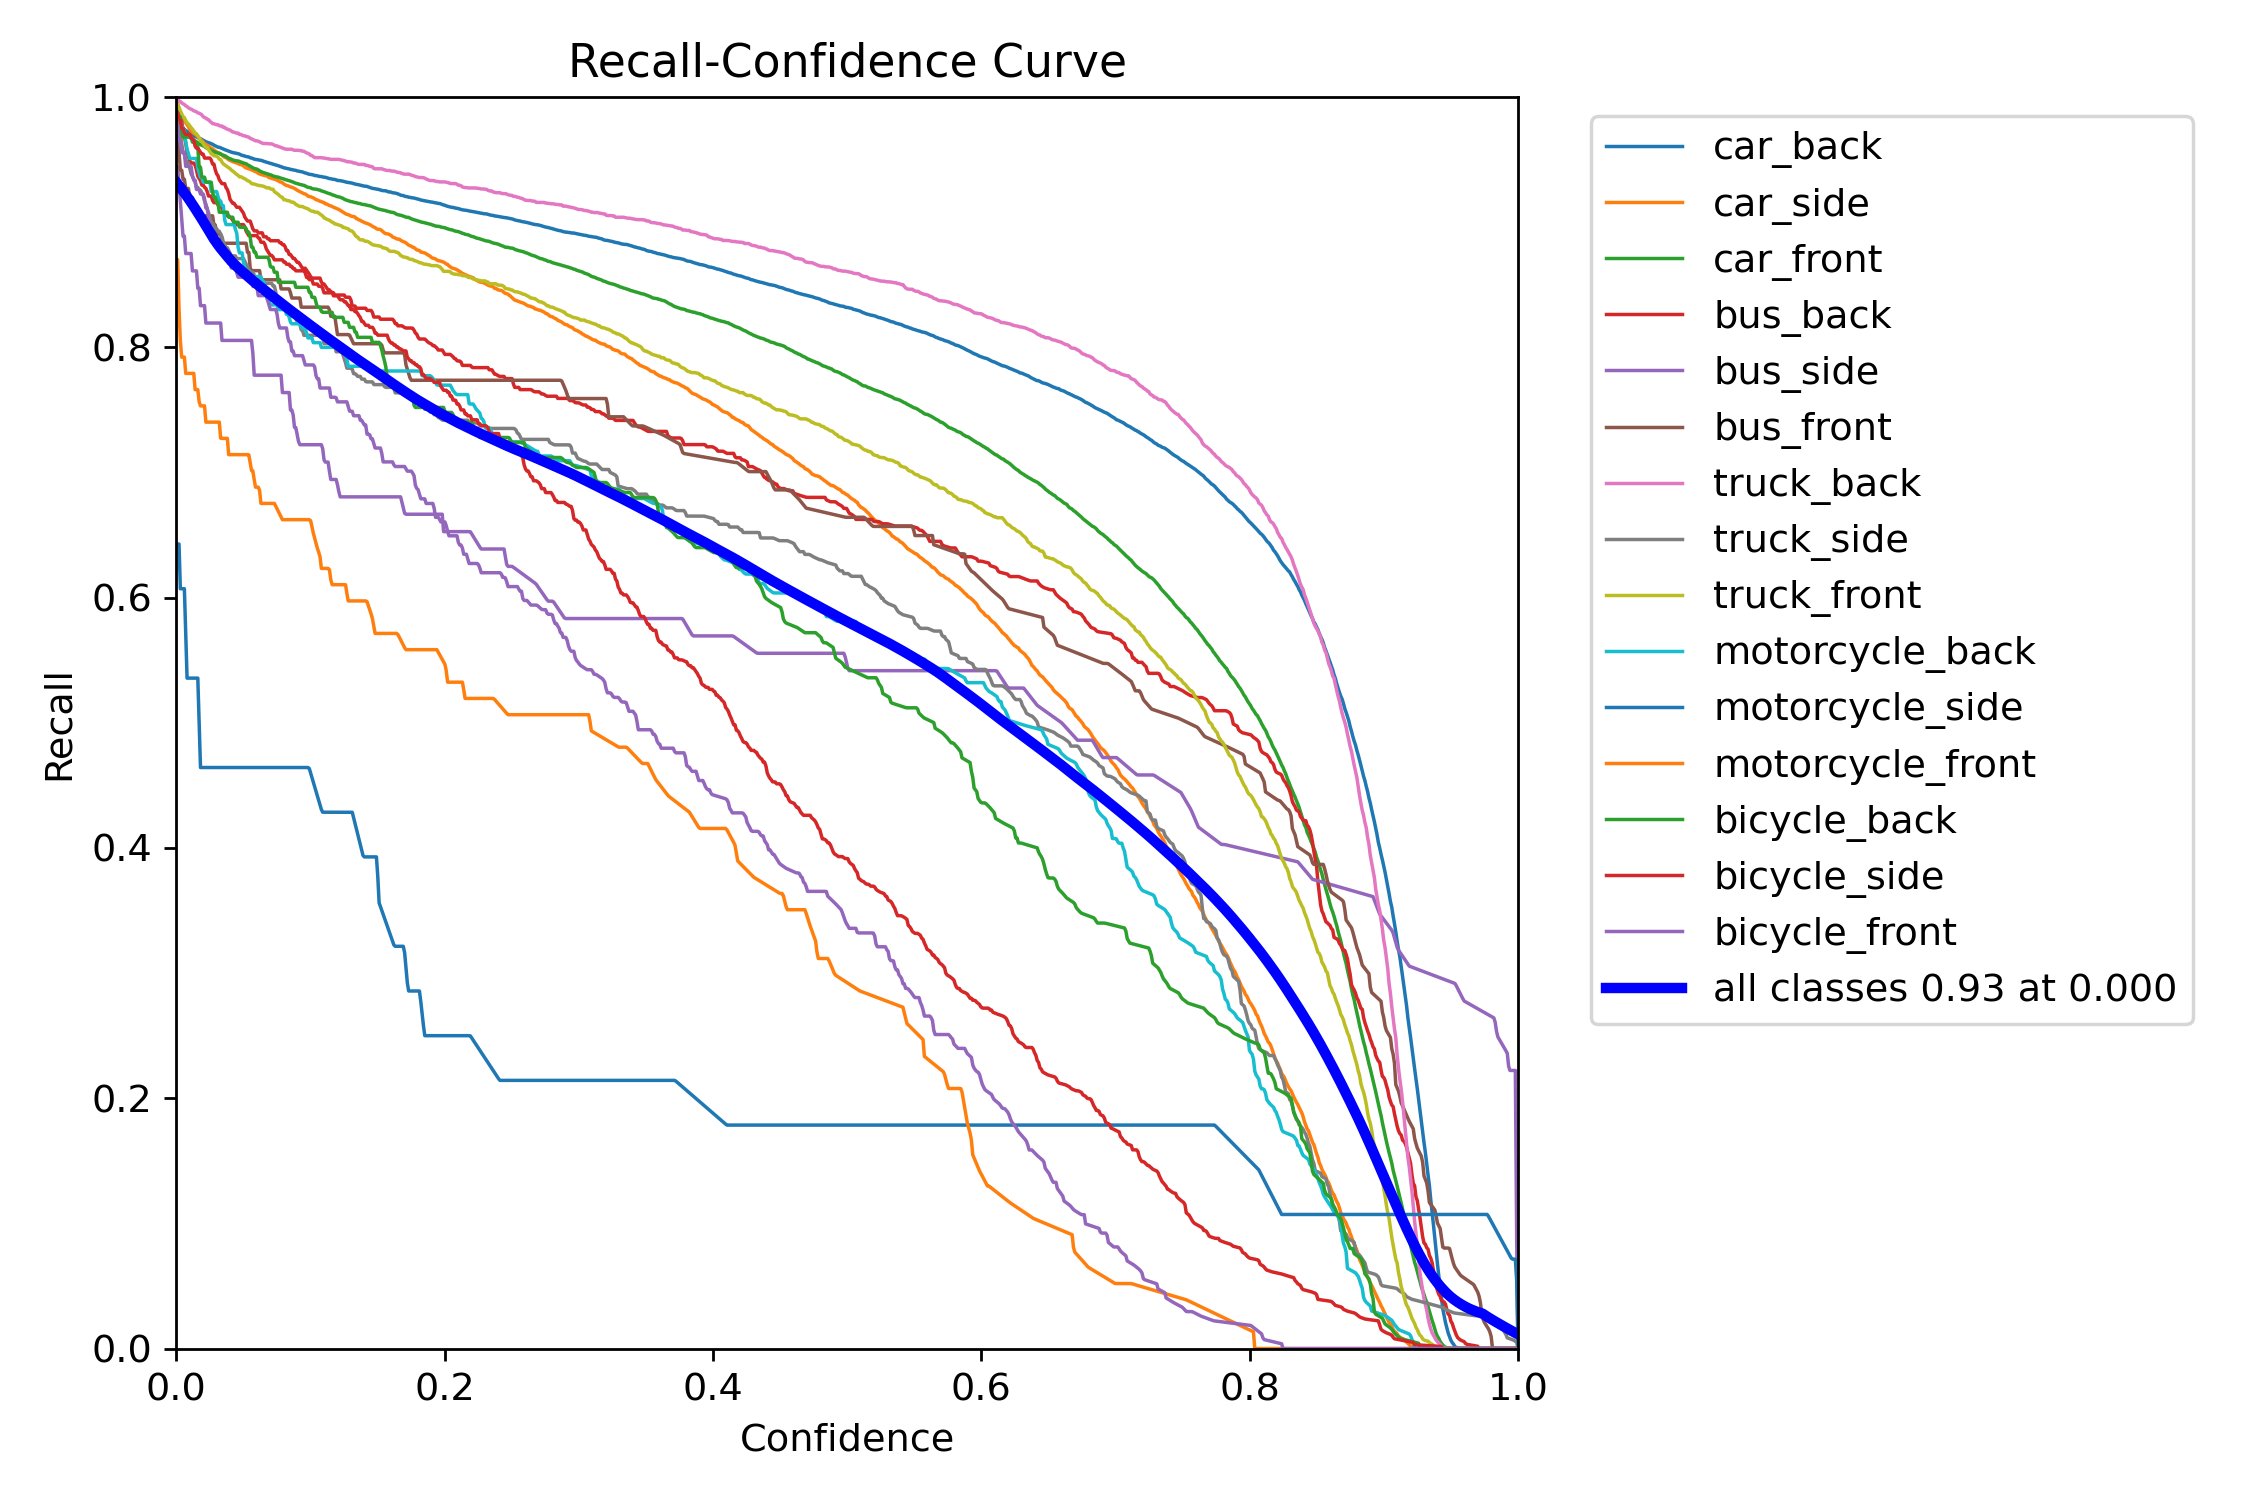 Recall-Confidence Curve
1.0
0.8
0.6
0.4
0.2
0.0
Recall
0.0 0.2 0.4 0.6 0.8 1.0
Confidence
car_back
car_side
car_front
bus_back
bus_side
bus_front
truck_back
truck_side
truck_front
motorcycle_back
motorcycle_side
motorcycle_front
bicycle_back
bicycle_side
bicycle_front
all classes 0.93 at 0.000